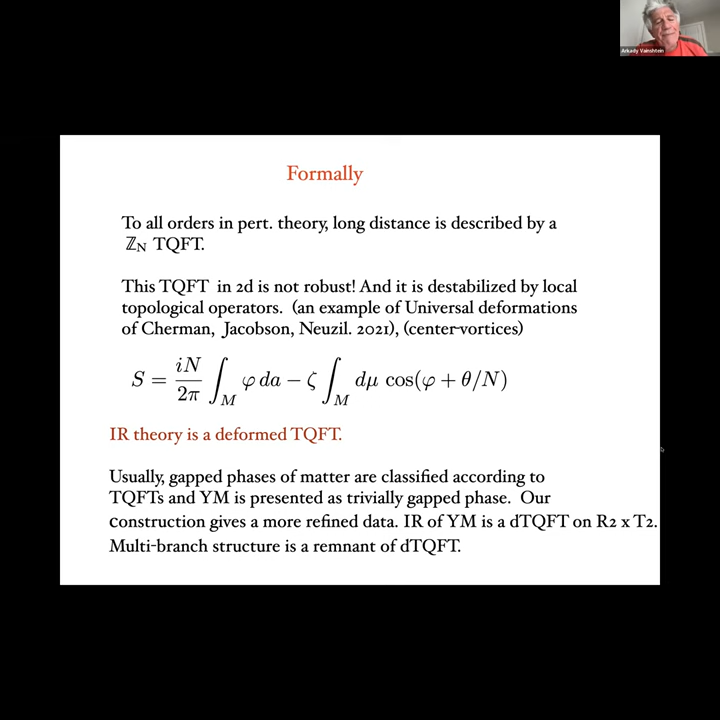 Arkady Vainshtein
Formally
To all orders in pert. theory, long distance is described by a
ℤN TQFT.
This TQFT in 2d is not robust! And it is destabilized by local
topological operators. (an example of Universal deformations
of Cherman, Jacobson, Neuzil. 2021), (center-vortices)
S = iN/2π ∫_M φ da − ζ ∫_M dμ cos(φ + θ/N)
IR theory is a deformed TQFT.
Usually, gapped phases of matter are classified according to
TQFTs and YM is presented as trivially gapped phase. Our
construction gives a more refined data. IR of YM is a dTQFT on R2 x T2.
Multi-branch structure is a remnant of dTQFT.